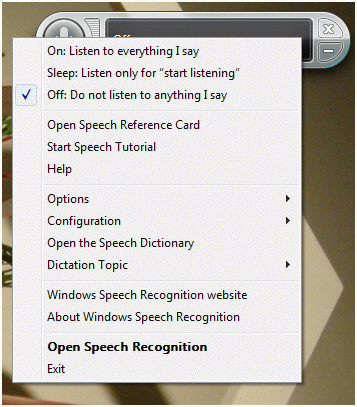 Off
On: Listen to everything I say
Sleep: Listen only for “start listening”
Off: Do not listen to anything I say
Open Speech Reference Card
Start Speech Tutorial
Help
Options
Configuration
Open the Speech Dictionary
Dictation Topic
Windows Speech Recognition website
About Windows Speech Recognition
Open Speech Recognition
Exit